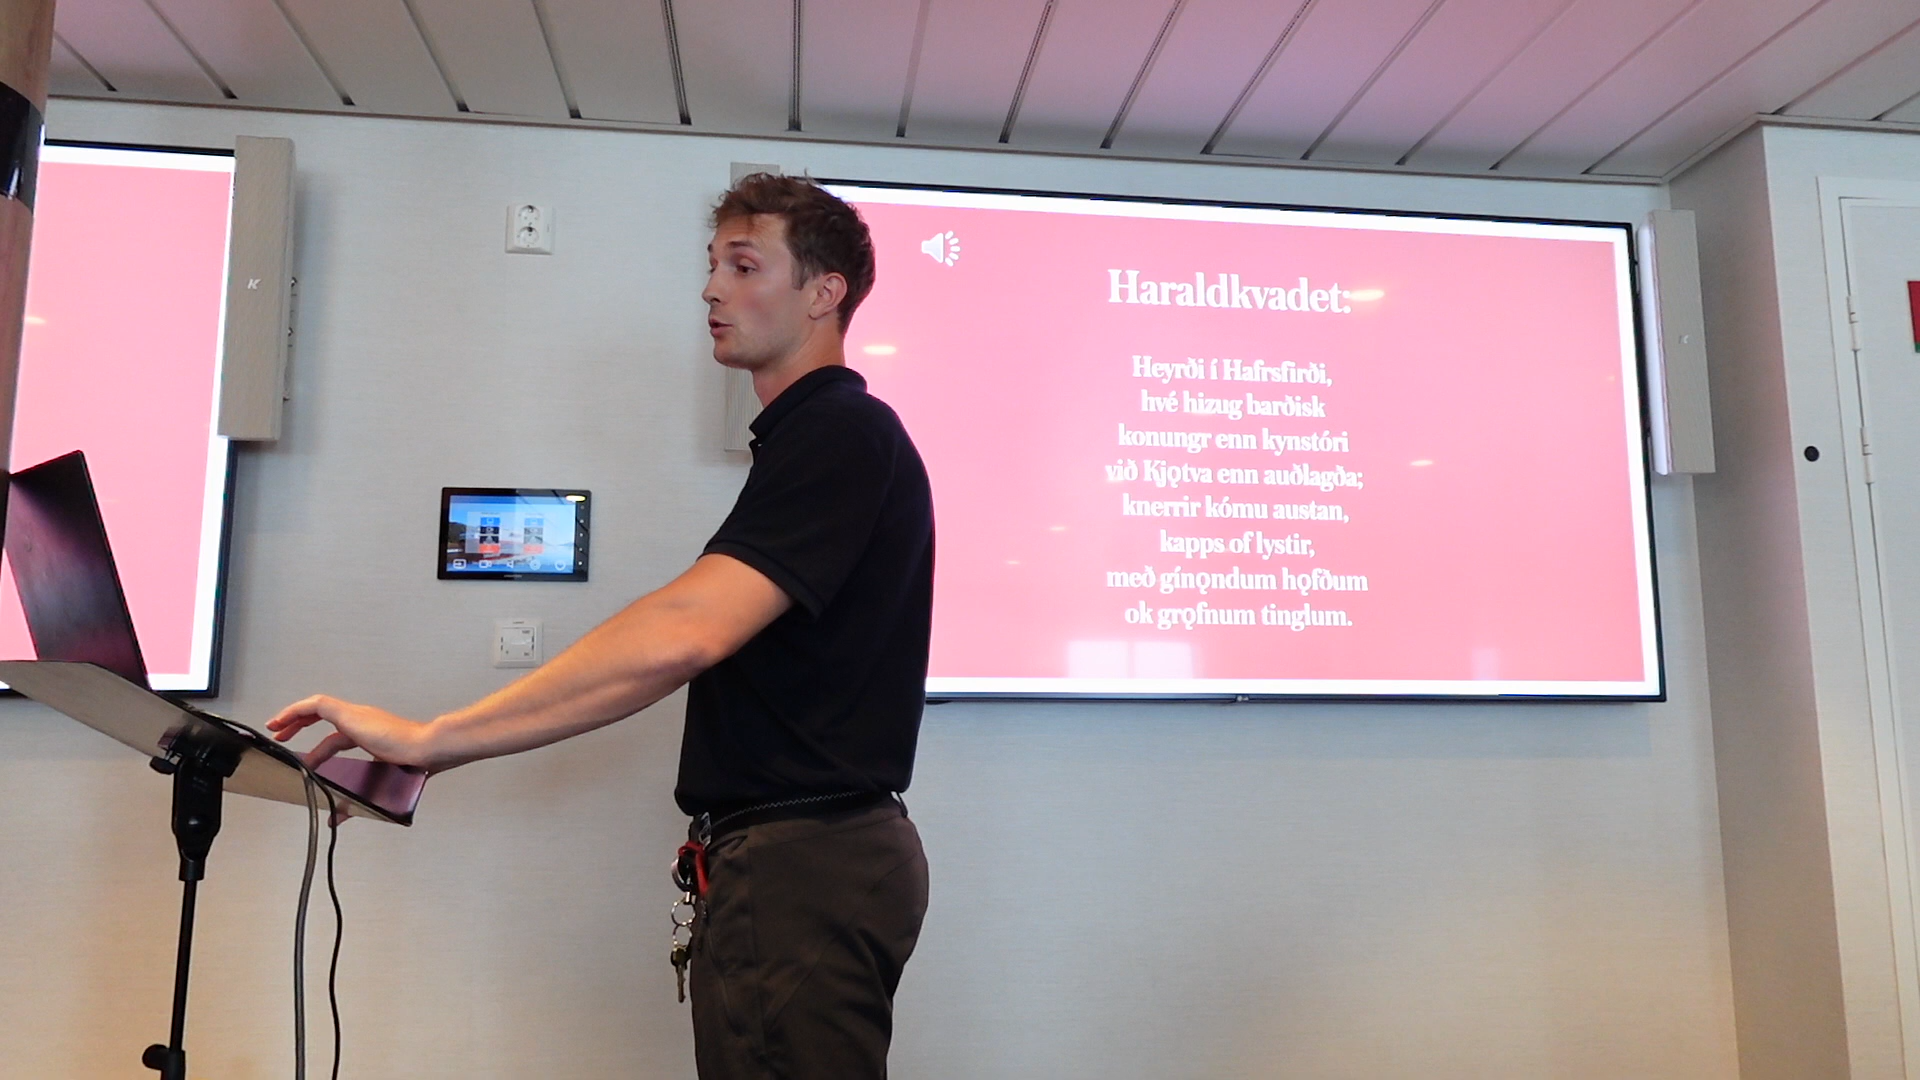 Haraldkvadet:
Heyrði í Hafrsfirði,
hvé hizug barðisk
konungr enn kynstóri
við Kjǫtva enn auðlagða;
knerrir kómu austan,
kapps of lystir,
með gínǫndum hǫfðum
ok grǫfnum tinglum.
K